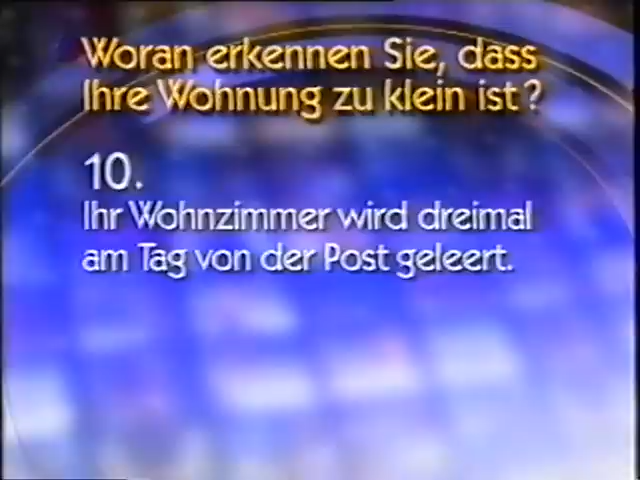 Woran erkennen Sie, dass
Ihre Wohnung zu klein ist?
10.
Ihr Wohnzimmer wird dreimal
am Tag von der Post geleert.